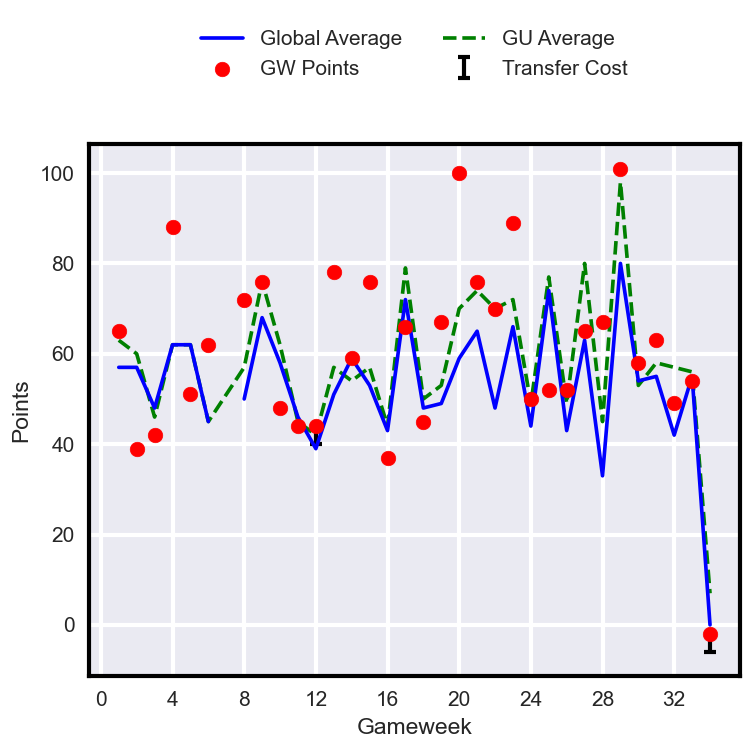 Global Average
GW Points
GU Average
Transfer Cost
100
80
60
40
20
0
Points
0 4 8 12 16 20 24 28 32
Gameweek